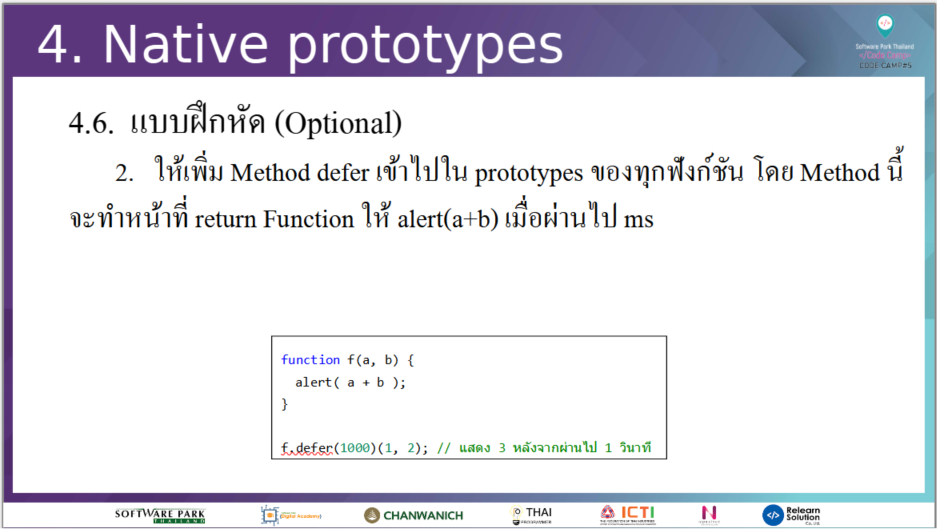 4. Native prototypes
Software Park Thailand
CODE CAMP#5
4.6. แบบฝึกหัด (Optional)
2. ให้เพิ่ม Method defer เข้าไปใน prototypes ของทุกฟังก์ชัน โดย Method นี้
จะทำหน้าที่ return Function ให้ alert(a+b) เมื่อผ่านไป ms
function f(a, b) {
alert( a + b );
}
f.defer(1000)(1, 2); // แสดง 3 หลังจากผ่านไป 1 วินาที
SOFTWARE PARK
THAILAND
Digital Academy
CHANWANICH
THAI
PROGRAMMER
ICTI
Relearn
Solution
Co.,Ltd.